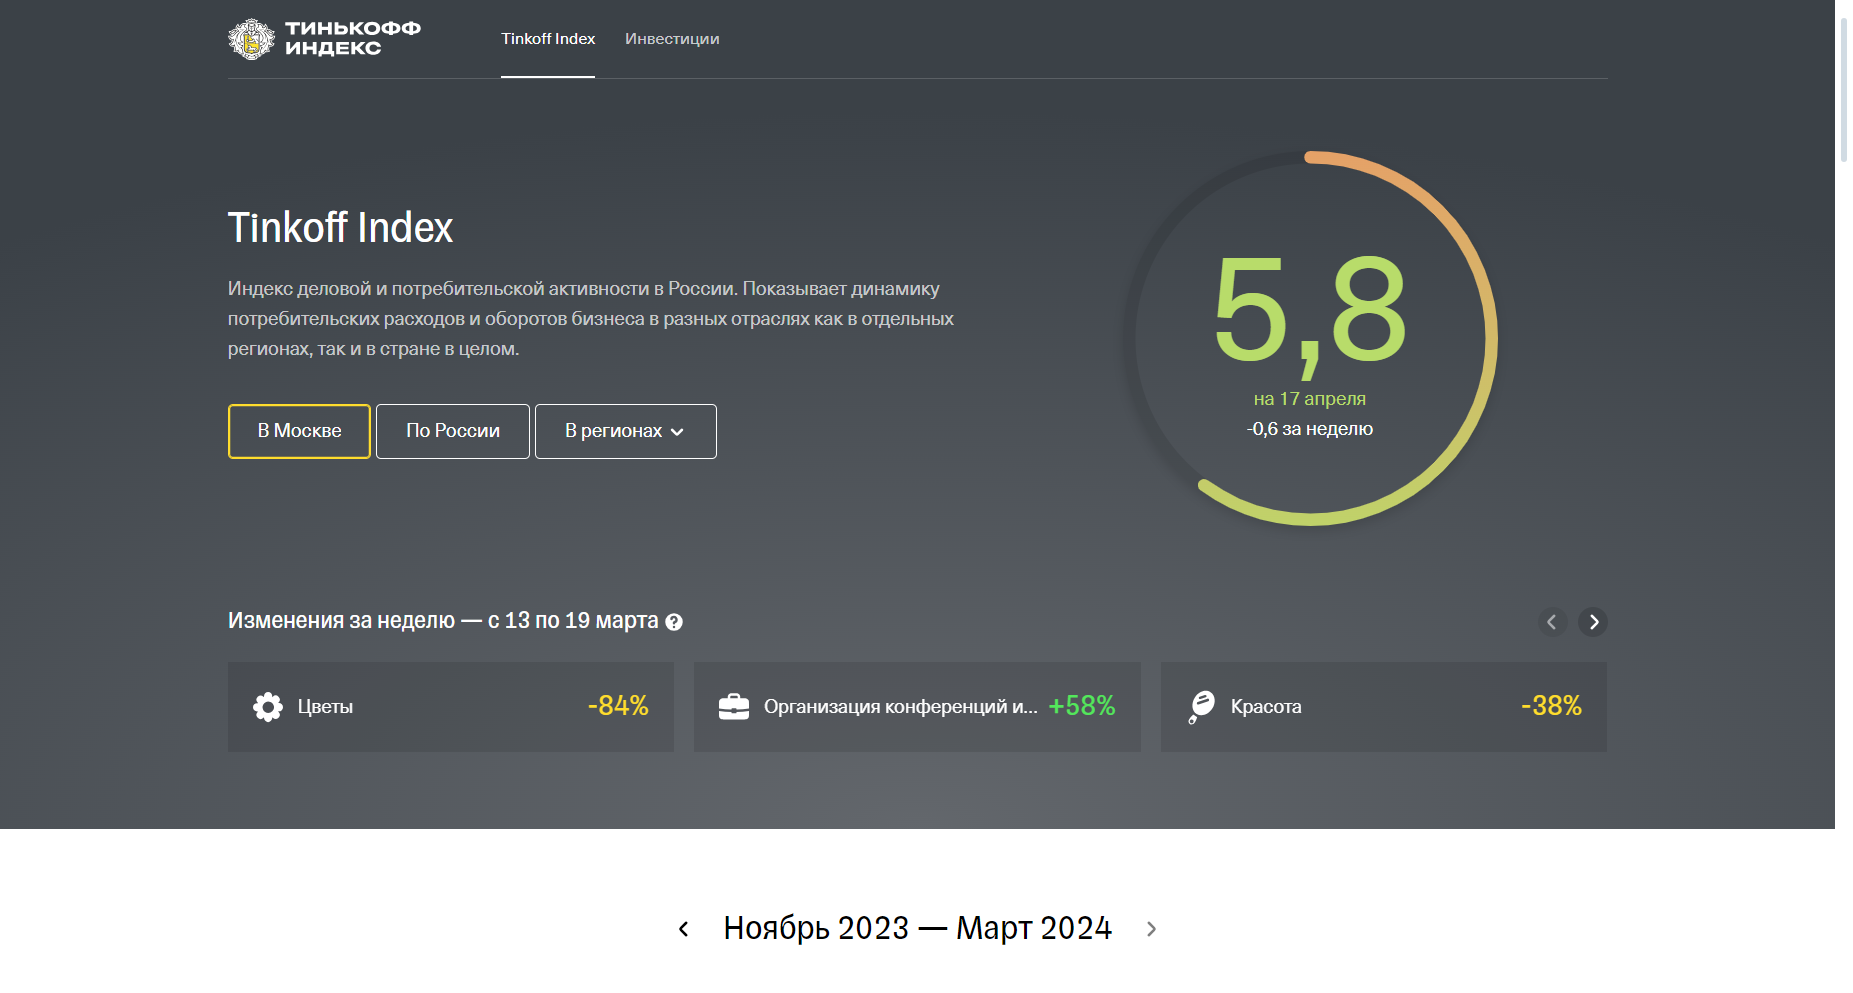 ТИНЬКОФФ
ИНДЕКС
Tinkoff Index
Инвестиции
Tinkoff Index
Индекс деловой и потребительской активности в России. Показывает динамику
потребительских расходов и оборотов бизнеса в разных отраслях как в отдельных
регионах, так и в стране в целом.
В Москве
По России
В регионах
5,8
на 17 апреля
-0,6 за неделю
Изменения за неделю — с 13 по 19 марта ?
Цветы
-84%
Организация конференций и...
+58%
Красота
-38%
Ноябрь 2023 — Март 2024